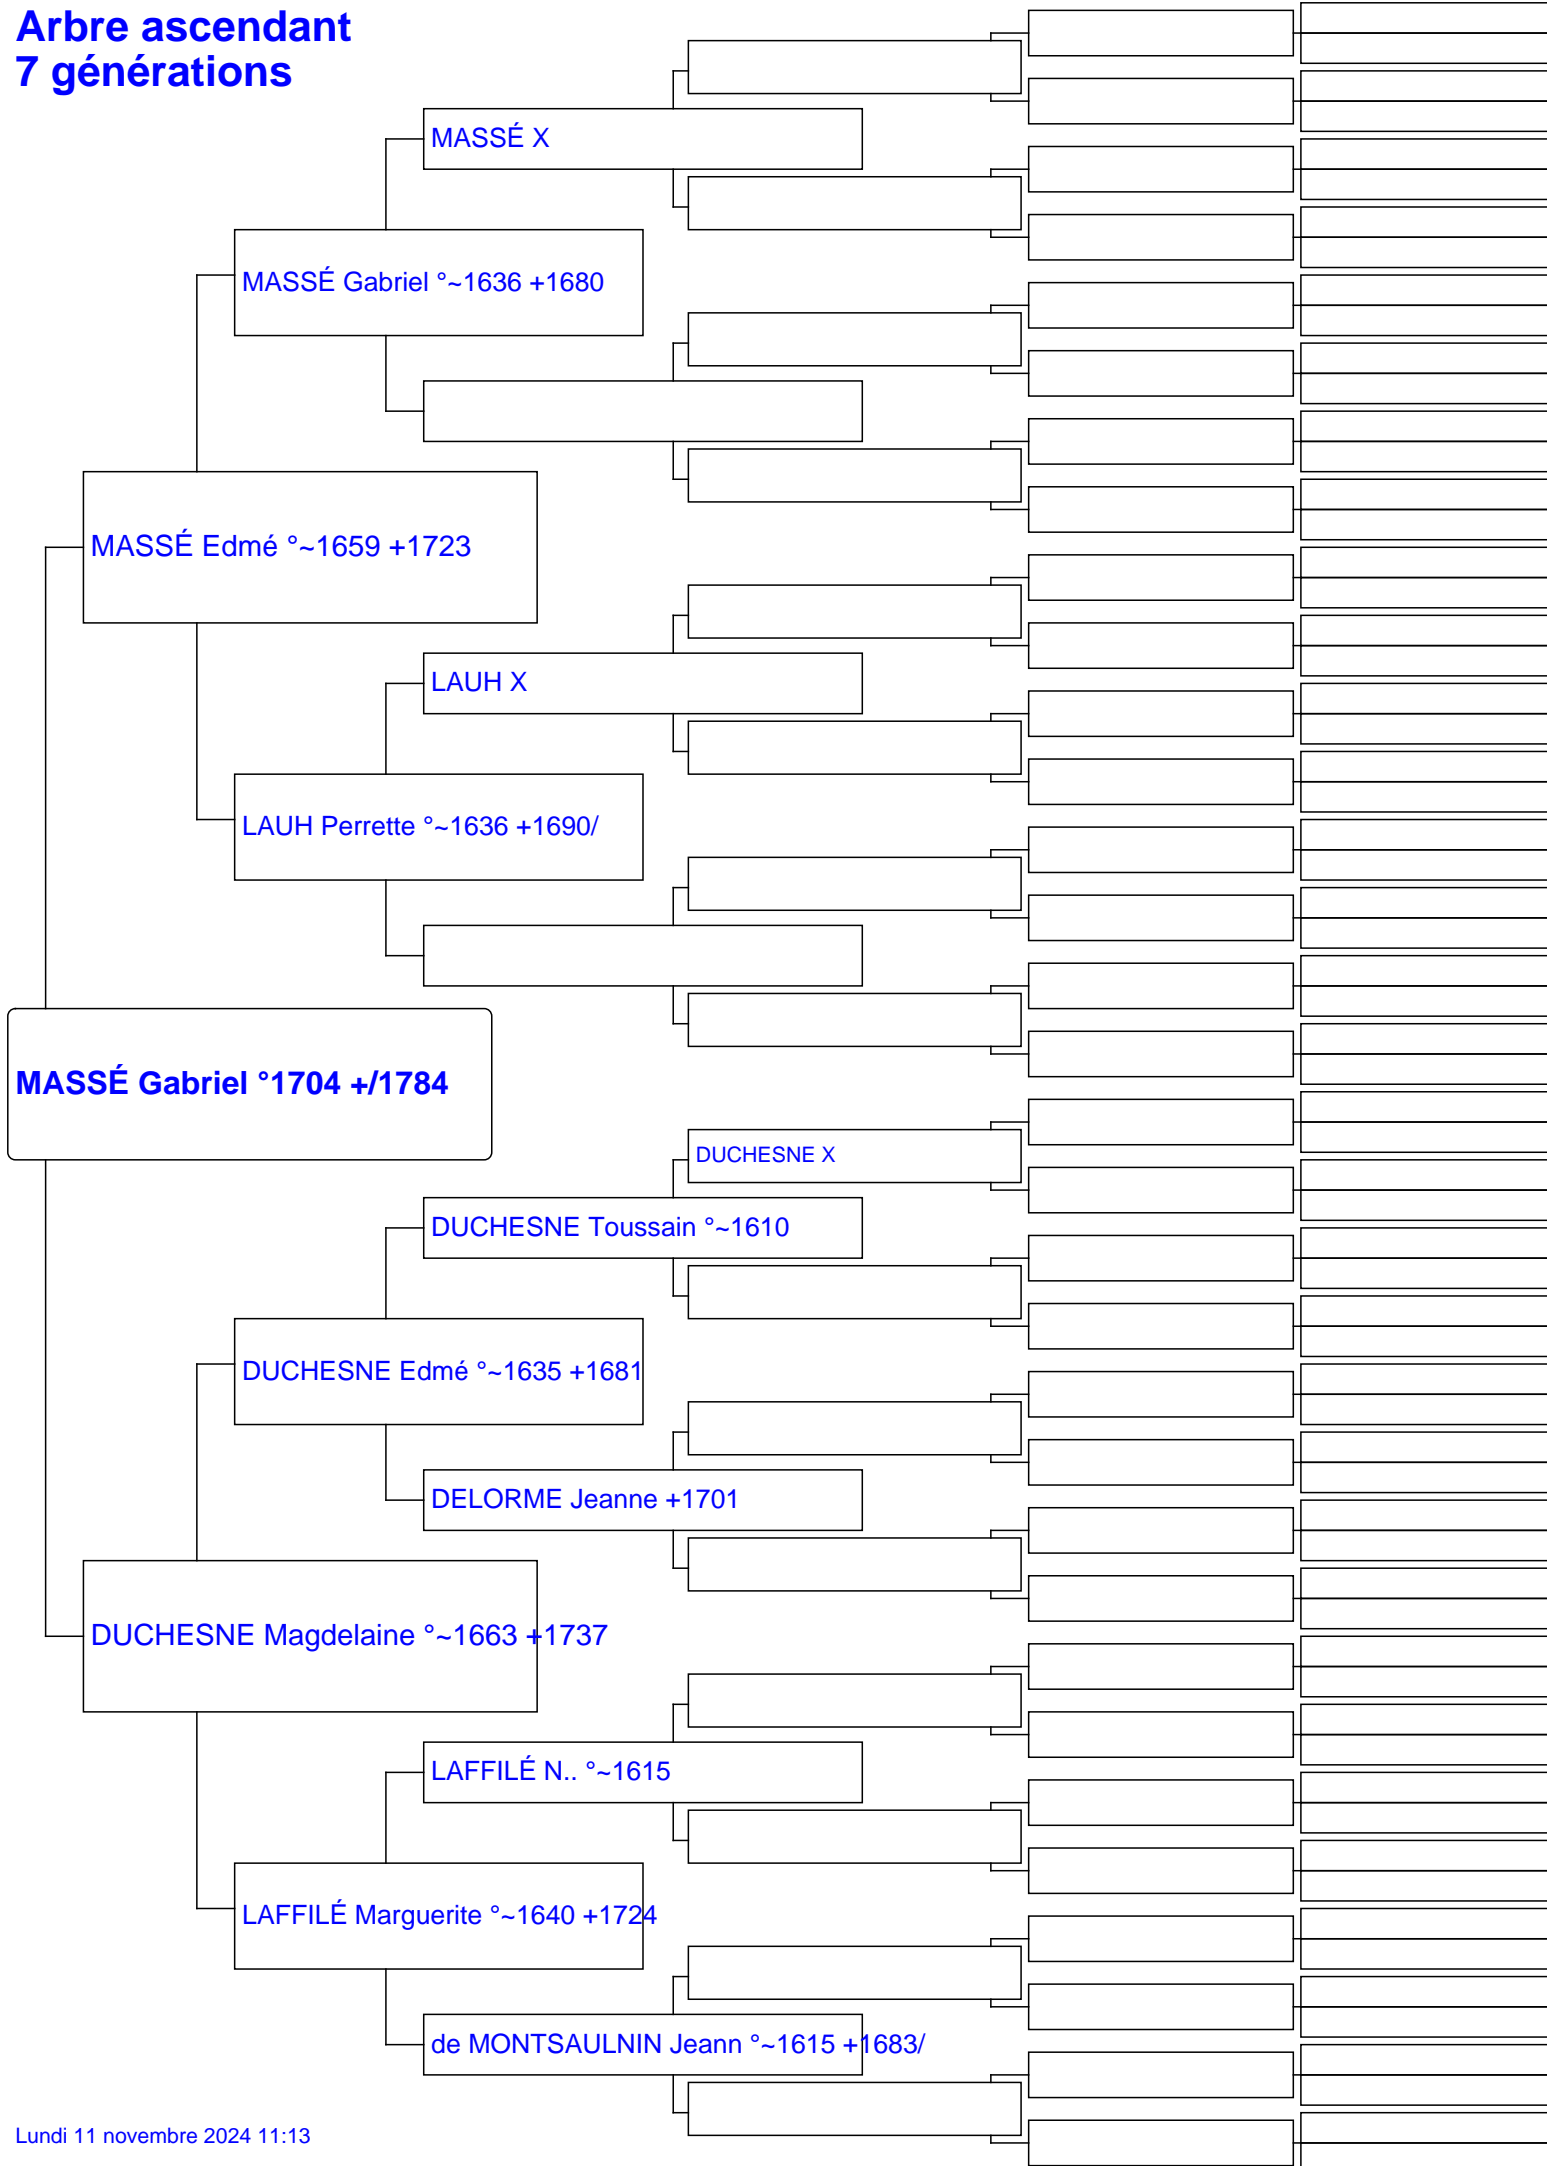 Arbre ascendant
7 générations
MASSÉ X
MASSÉ Gabriel °~1636 +1680
MASSÉ Edmé °~1659 +1723
LAUH X
LAUH Perrette °~1636 +1690/
MASSÉ Gabriel °1704 +/1784
DUCHESNE X
DUCHESNE Toussain °~1610
DUCHESNE Edmé °~1635 +1681
DELORME Jeanne +1701
DUCHESNE Magdelaine °~1663 +1737
LAFFILÉ N.. °~1615
LAFFILÉ Marguerite °~1640 +1724
de MONTSAULNIN Jeann °~1615 +1683/
Lundi 11 novembre 2024 11:13